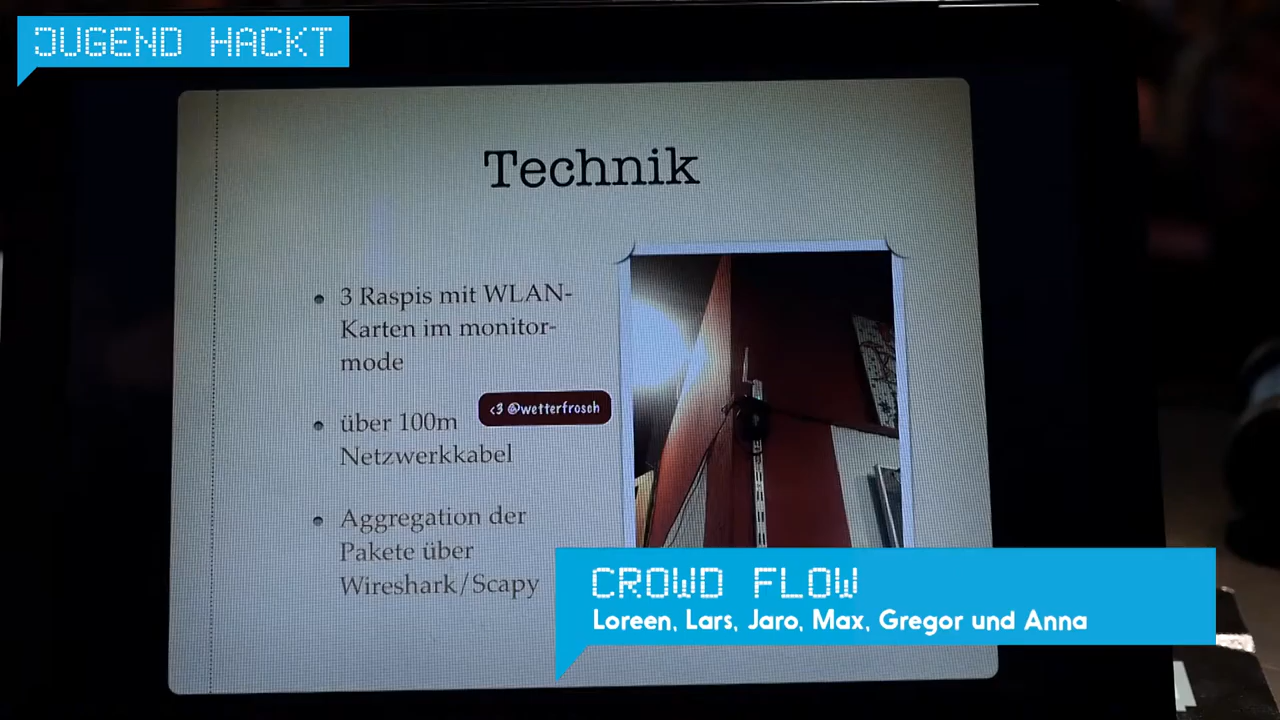 JUGEND HACKT
Technik
3 Raspis mit WLAN-
Karten im monitor-
mode
über 100m
Netzwerkkabel
<3 @wetterfrosch
Aggregation der
Pakete über
Wireshark/Scapy
CROWD FLOW
Loreen, Lars, Jaro, Max, Gregor und Anna